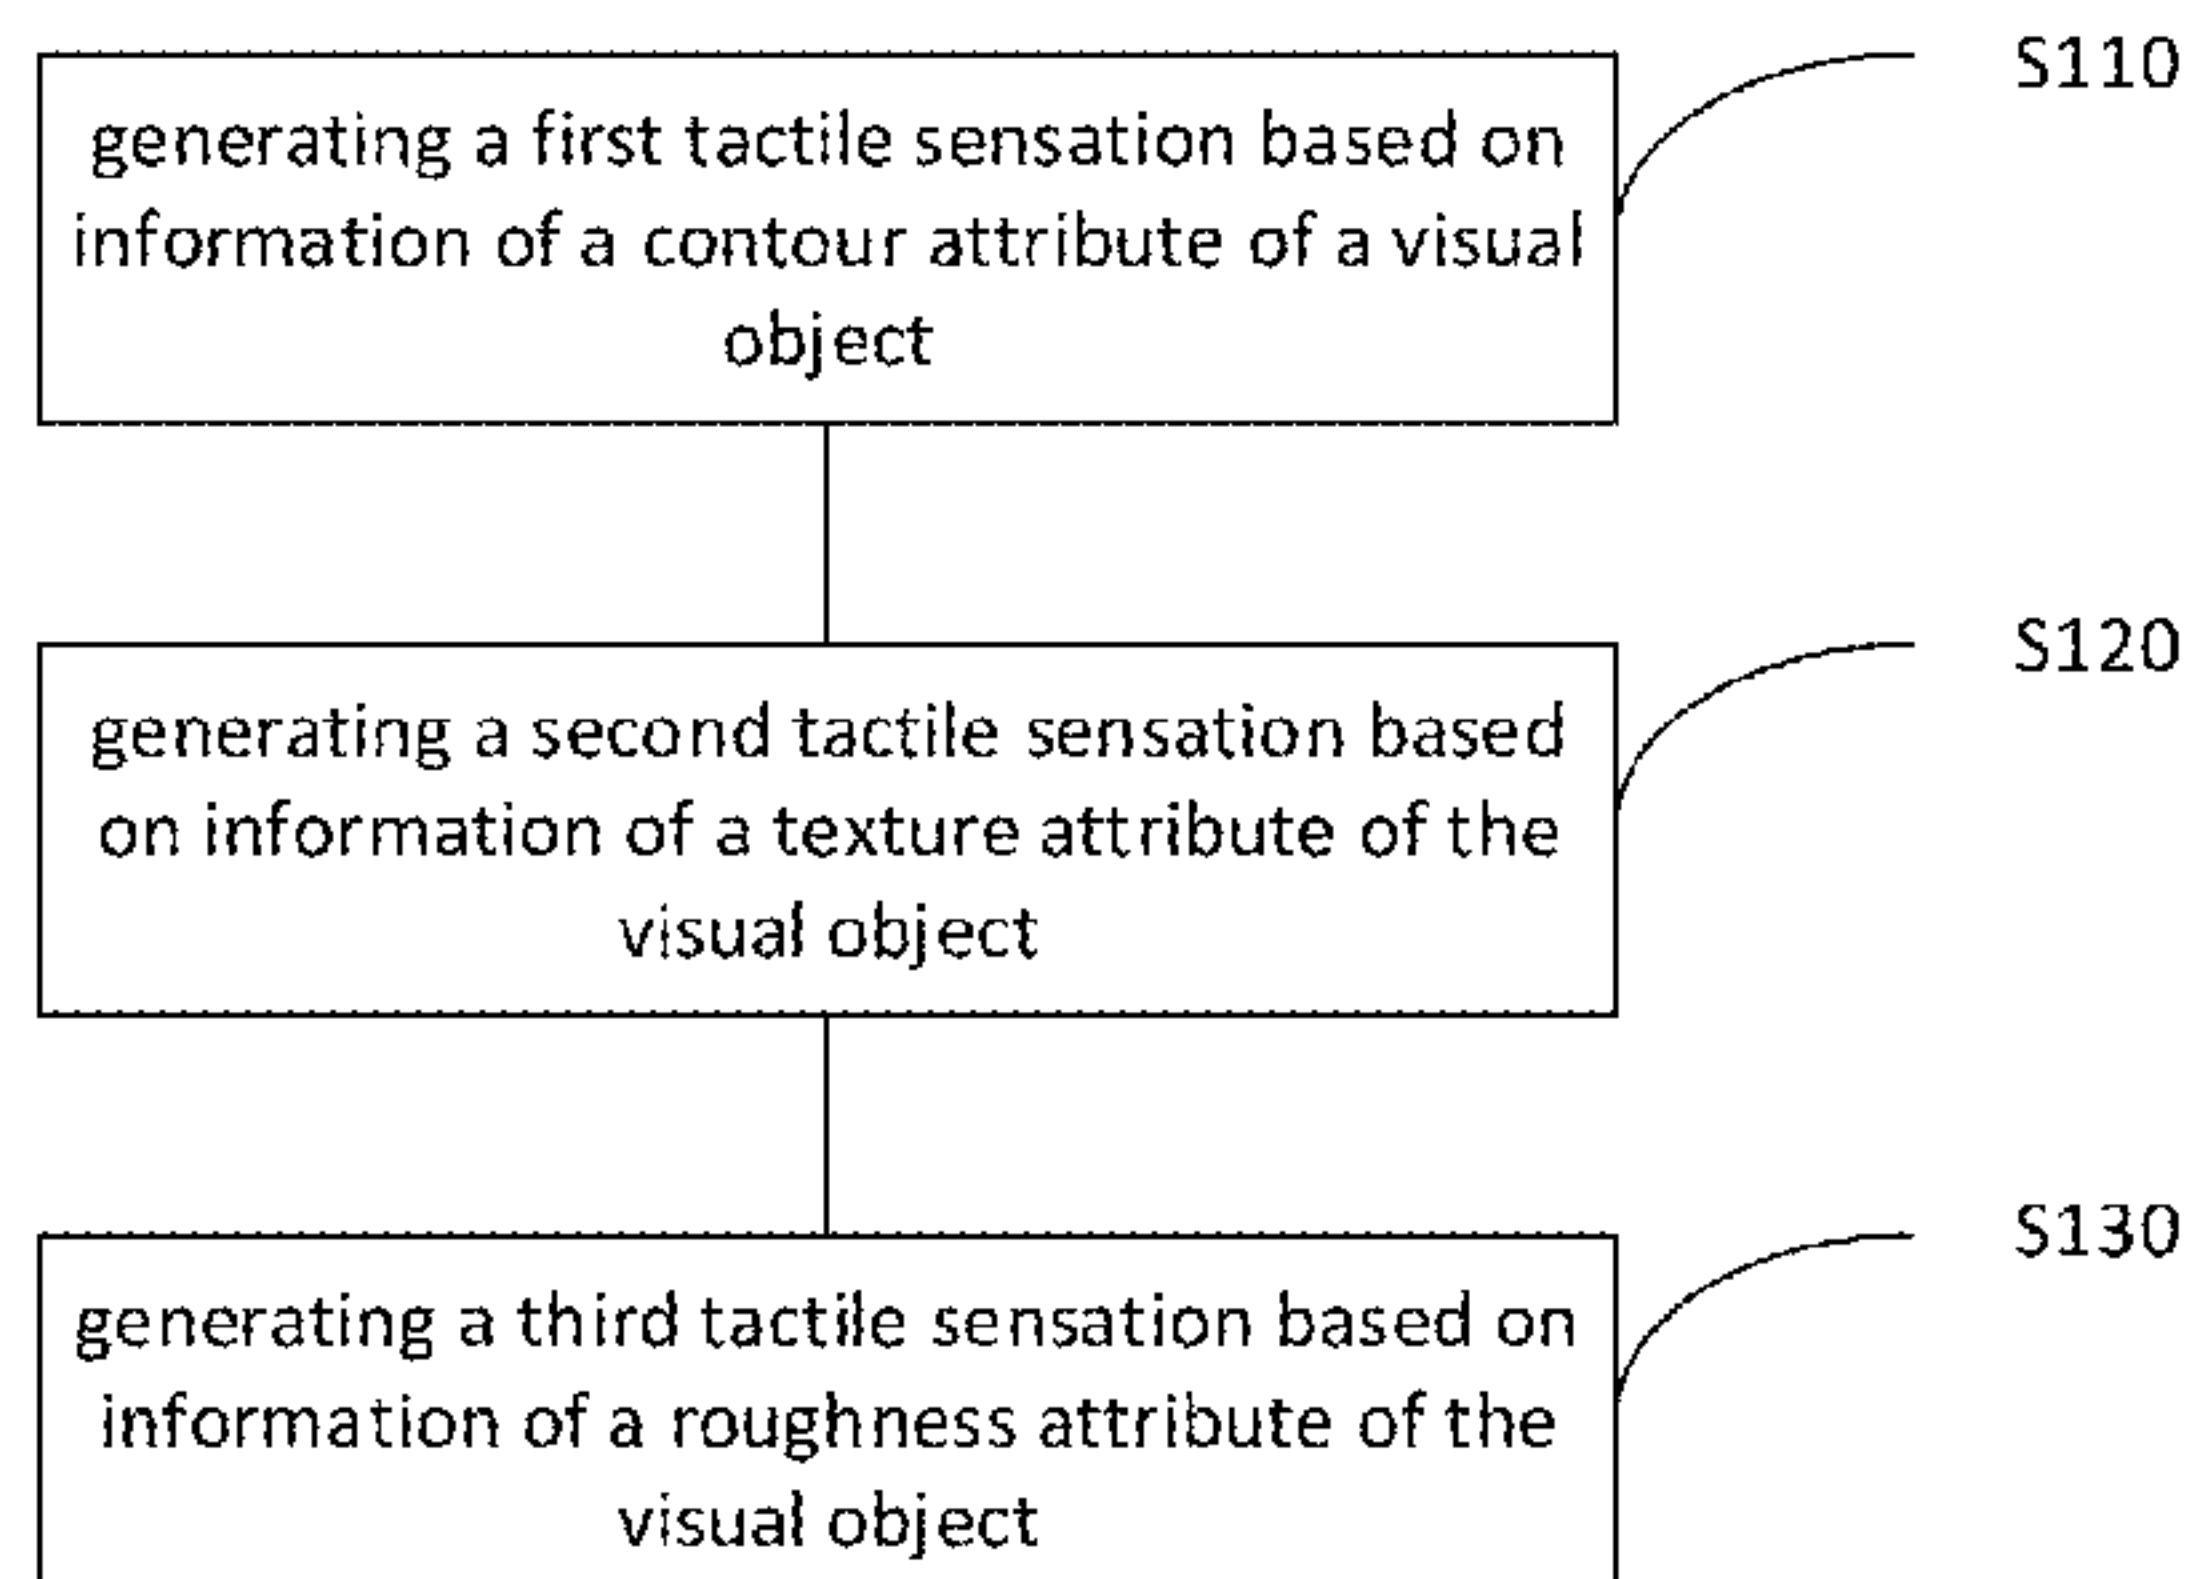 S110
generating a first tactile sensation based on
information of a contour attribute of a visual
object
S120
generating a second tactile sensation based
on information of a texture attribute of the
visual object
S130
generating a third tactile sensation based on
information of a roughness attribute of the
visual object